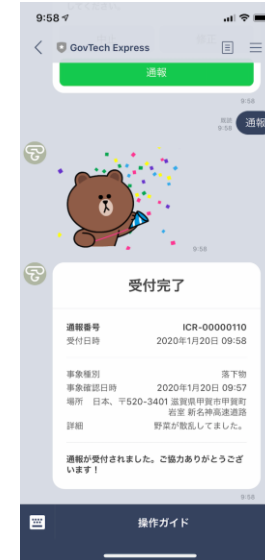 9:58
GovTech Express
通報
9:58
既読
9:58
通報
9:58
受付完了
通報番号 ICR-00000110
受付日時 2020年1月20日 09:58
事象種別 落下物
事象確認日時 2020年1月20日 09:57
場所 日本、〒520-3401 滋賀県甲賀市甲賀町
岩室 新名神高速道路
詳細 野菜が散乱してました。
通報が受付されました。ご協力ありがとうござ
います！
9:58
操作ガイド